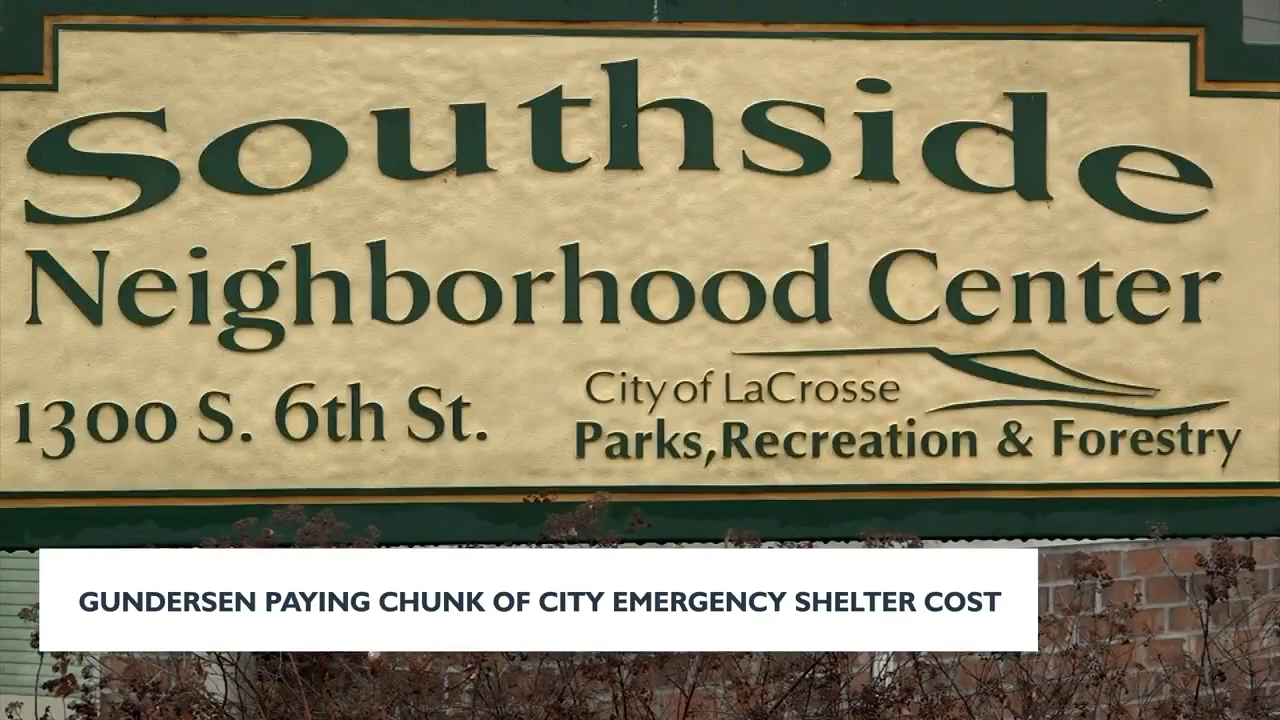 Southside
Neighborhood Center
1300 S. 6th St.
City of LaCrosse
Parks, Recreation & Forestry
GUNDERSEN PAYING CHUNK OF CITY EMERGENCY SHELTER COST